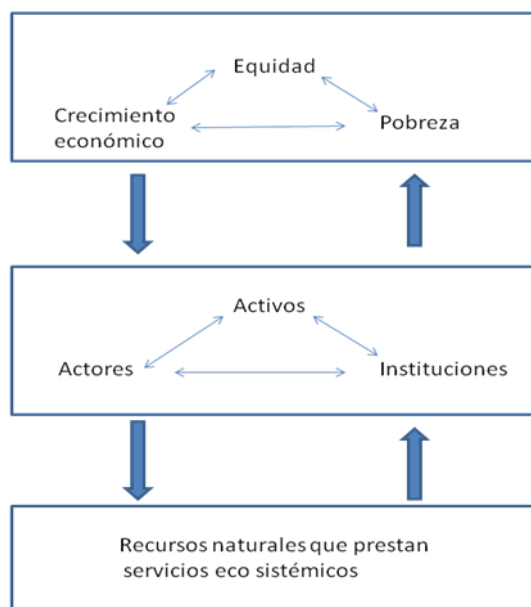 Equidad
Crecimiento
económico
Pobreza
Activos
Actores
Instituciones
Recursos naturales que prestan
servicios eco sistémicos